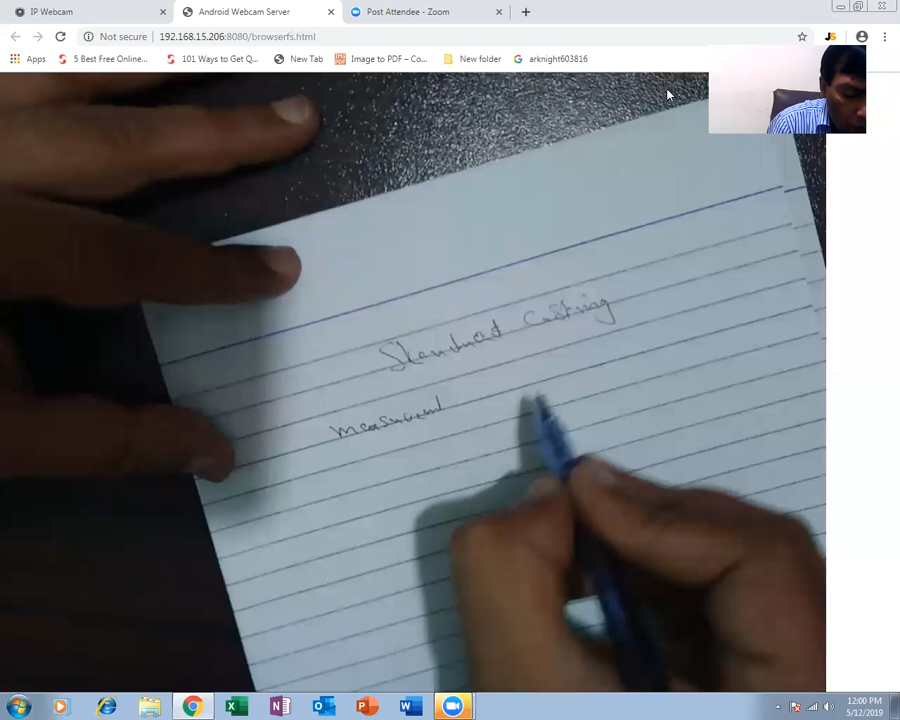 IP Webcam
Android Webcam Server
Post Attendee - Zoom
Not secure | 192.168.15.206:8080/browserfs.html
Apps
5 Best Free Online...
101 Ways to Get Q...
New Tab
Image to PDF – Co...
New folder
arknight603816
Standard Costing
measurement
12:00 PM
5/12/2019